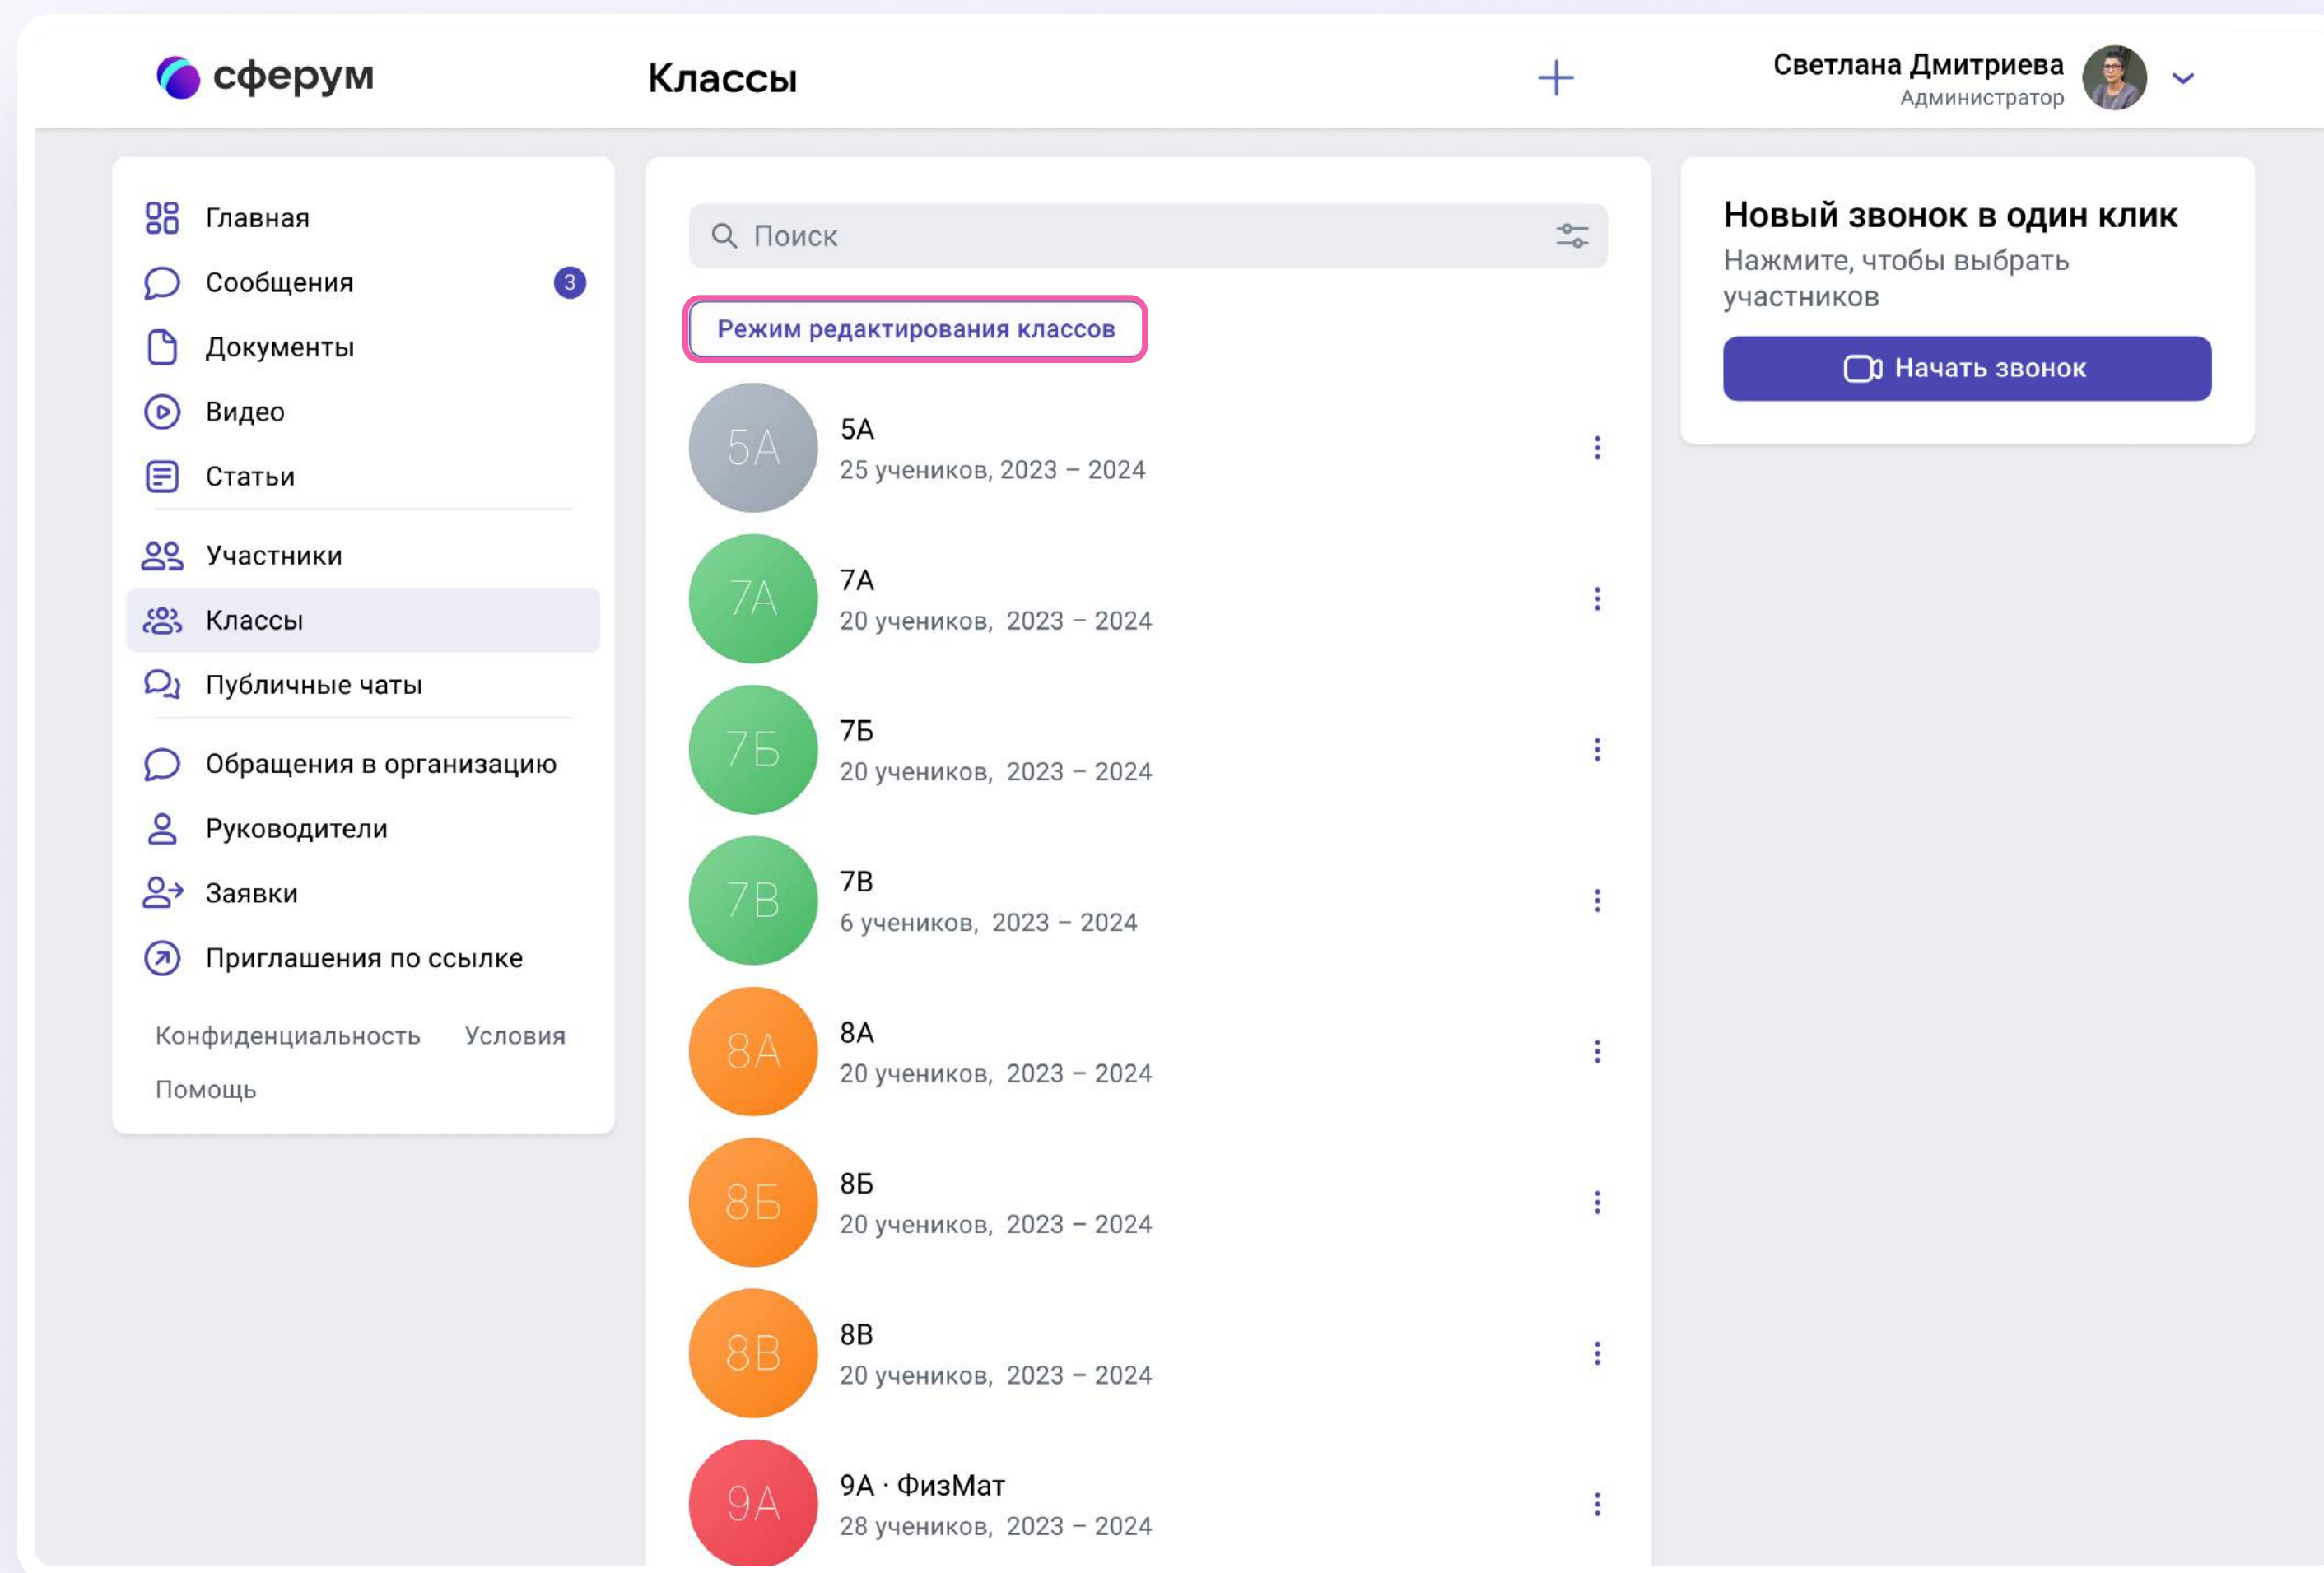 сферум
Классы
Светлана Дмитриева
Администратор
Главная
Сообщения
3
Документы
Видео
Статьи
Участники
Классы
Публичные чаты
Обращения в организацию
Руководители
Заявки
Приглашения по ссылке
Конфиденциальность Условия
Помощь
Поиск
Режим редактирования классов
5А
5А
25 учеников, 2023 – 2024
7А
7А
20 учеников, 2023 – 2024
7Б
7Б
20 учеников, 2023 – 2024
7В
7В
6 учеников, 2023 – 2024
8А
8А
20 учеников, 2023 – 2024
8Б
8Б
20 учеников, 2023 – 2024
8В
8В
20 учеников, 2023 – 2024
9А
9А · ФизМат
28 учеников, 2023 – 2024
Новый звонок в один клик
Нажмите, чтобы выбрать
участников
Начать звонок